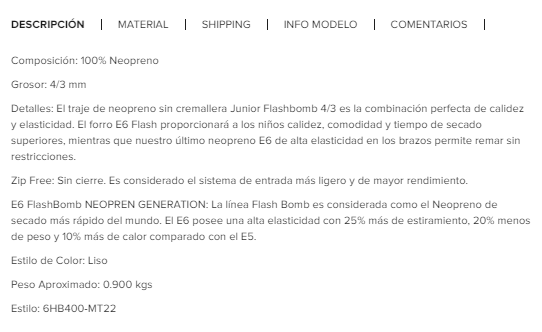 DESCRIPCIÓN | MATERIAL | SHIPPING | INFO MODELO | COMENTARIOS |
Composición: 100% Neopreno
Grosor: 4/3 mm
Detalles: El traje de neopreno sin cremallera Junior Flashbomb 4/3 es la combinación perfecta de calidez
y elasticidad. El forro E6 Flash proporcionará a los niños calidez, comodidad y tiempo de secado
superiores, mientras que nuestro último neopreno E6 de alta elasticidad en los brazos permite remar sin
restricciones.
Zip Free: Sin cierre. Es considerado el sistema de entrada más ligero y de mayor rendimiento.
E6 FlashBomb NEOPREN GENERATION: La línea Flash Bomb es considerada como el Neopreno de
secado más rápido del mundo. El E6 posee una alta elasticidad con 25% más de estiramiento, 20% menos
de peso y 10% más de calor comparado con el E5.
Estilo de Color: Liso
Peso Aproximado: 0.900 kgs
Estilo: 6HB400-MT22